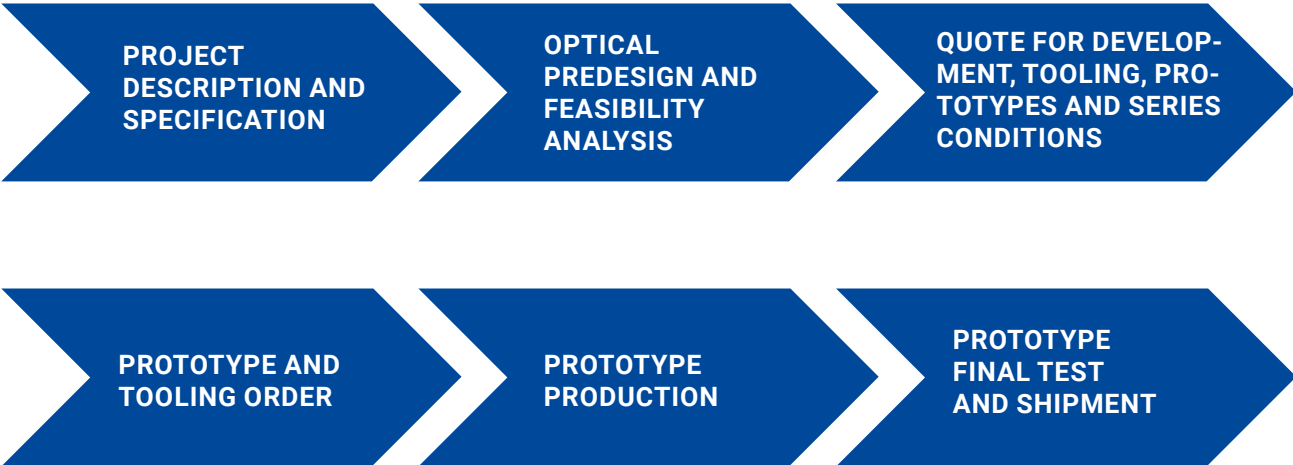 PROJECT
DESCRIPTION AND
SPECIFICATION
OPTICAL
PREDESIGN AND
FEASIBILITY
ANALYSIS
QUOTE FOR DEVELOP-
MENT, TOOLING, PRO-
TOTYPES AND SERIES
CONDITIONS
PROTOTYPE AND
TOOLING ORDER
PROTOTYPE
PRODUCTION
PROTOTYPE
FINAL TEST
AND SHIPMENT